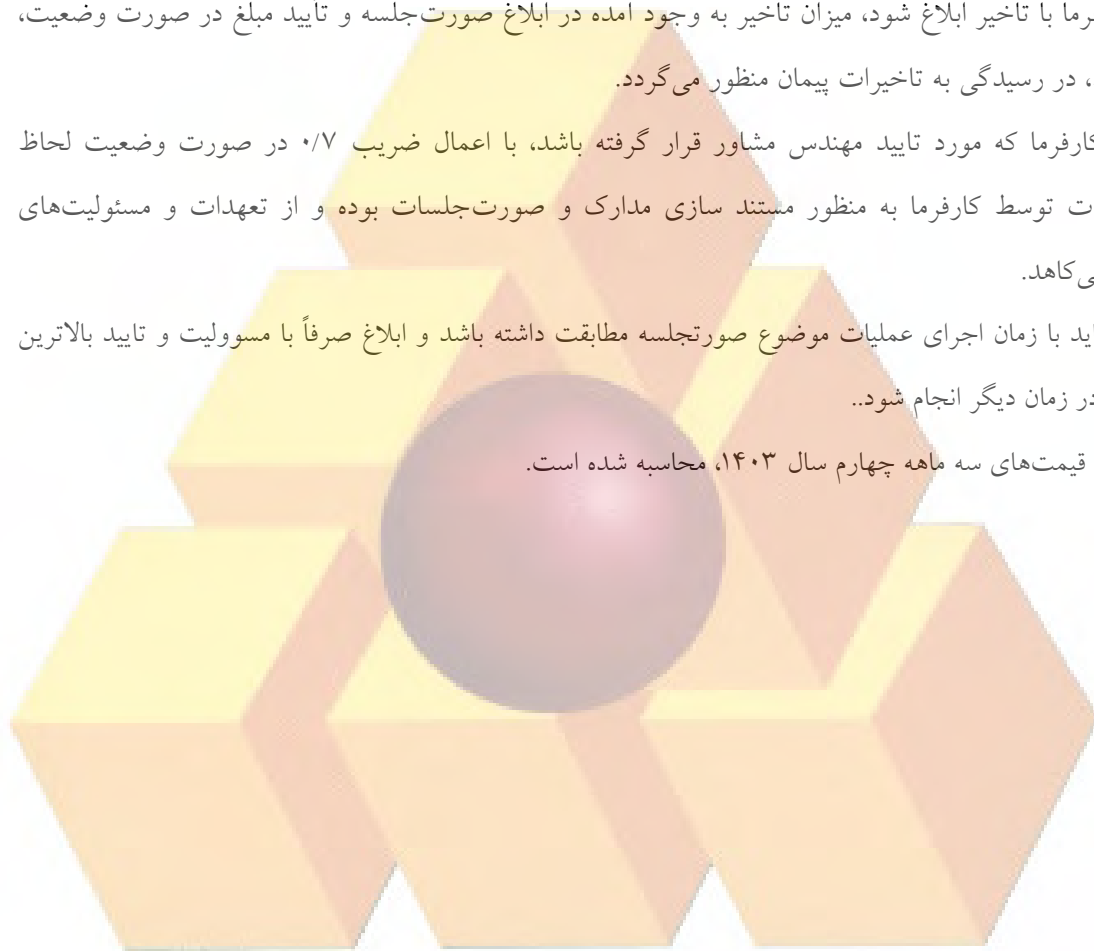 رما با تاخیر ابلاغ شود، میزان تاخیر به وجود آمده در ابلاغ صورت‌جلسه و تایید مبلغ در صورت وضعیت،
، در رسیدگی به تاخیرات پیمان منظور می‌گردد.
کارفرما که مورد تایید مهندس مشاور قرار گرفته باشد، با اعمال ضریب ۰/۷ در صورت وضعیت لحاظ
ت توسط کارفرما به منظور مستند سازی مدارک و صورت‌جلسات بوده و از تعهدات و مسئولیت‌های
ی‌کاهد.
اید با زمان اجرای عملیات موضوع صورتجلسه مطابقت داشته باشد و ابلاغ صرفاً با مسوولیت و تایید بالاترین
در زمان دیگر انجام شود..
قیمت‌های سه ماهه چهارم سال ۱۴۰۳، محاسبه شده است.